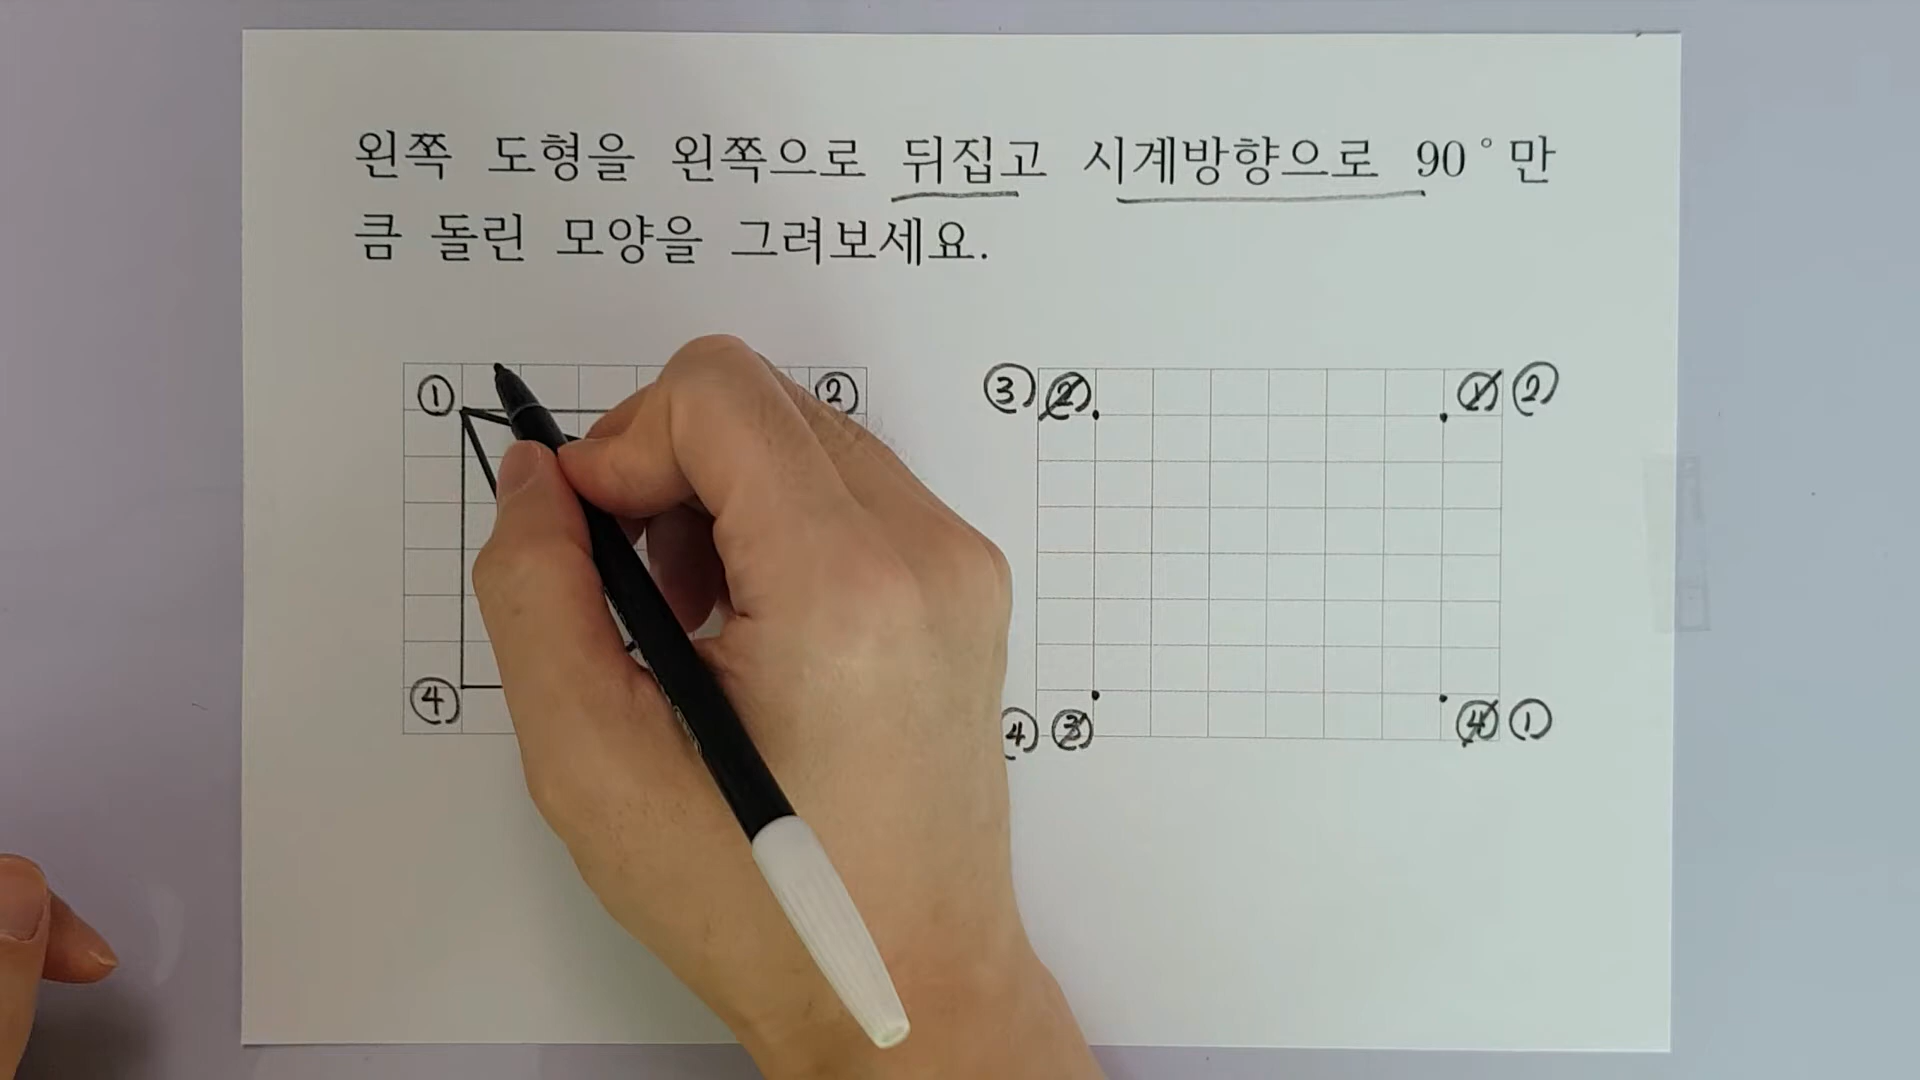 왼쪽 도형을 왼쪽으로 뒤집고 시계방향으로 90°만
큼 돌린 모양을 그려보세요.
① ②
③ ② ① ②
④
④ ③ ④ ①